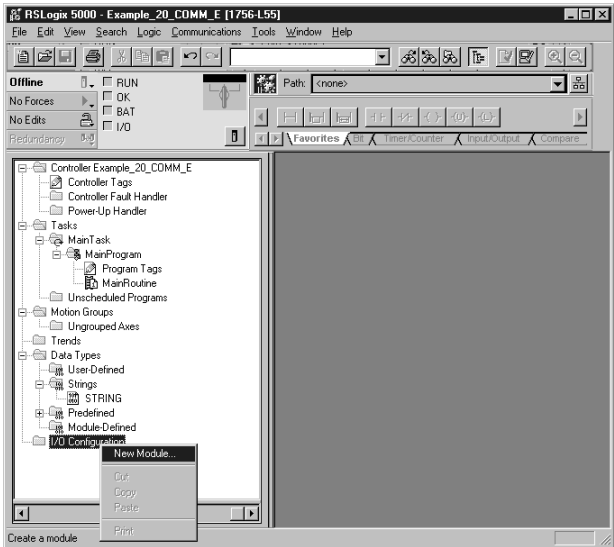 RSLogix 5000 - Example_20_COMM_E [1756-L55]
File Edit View Search Logic Communications Tools Window Help
Offline
RUN
No Forces
OK
No Edits
BAT
Redundancy
I/O
Path: <none>
Favorites Bit Timer/Counter Input/Output Compare
Controller Example_20_COMM_E
Controller Tags
Controller Fault Handler
Power-Up Handler
Tasks
MainTask
MainProgram
Program Tags
MainRoutine
Unscheduled Programs
Motion Groups
Ungrouped Axes
Trends
Data Types
User-Defined
Strings
STRING
Predefined
Module-Defined
I/O Configuration
New Module...
Cut
Copy
Paste
Print
Create a module